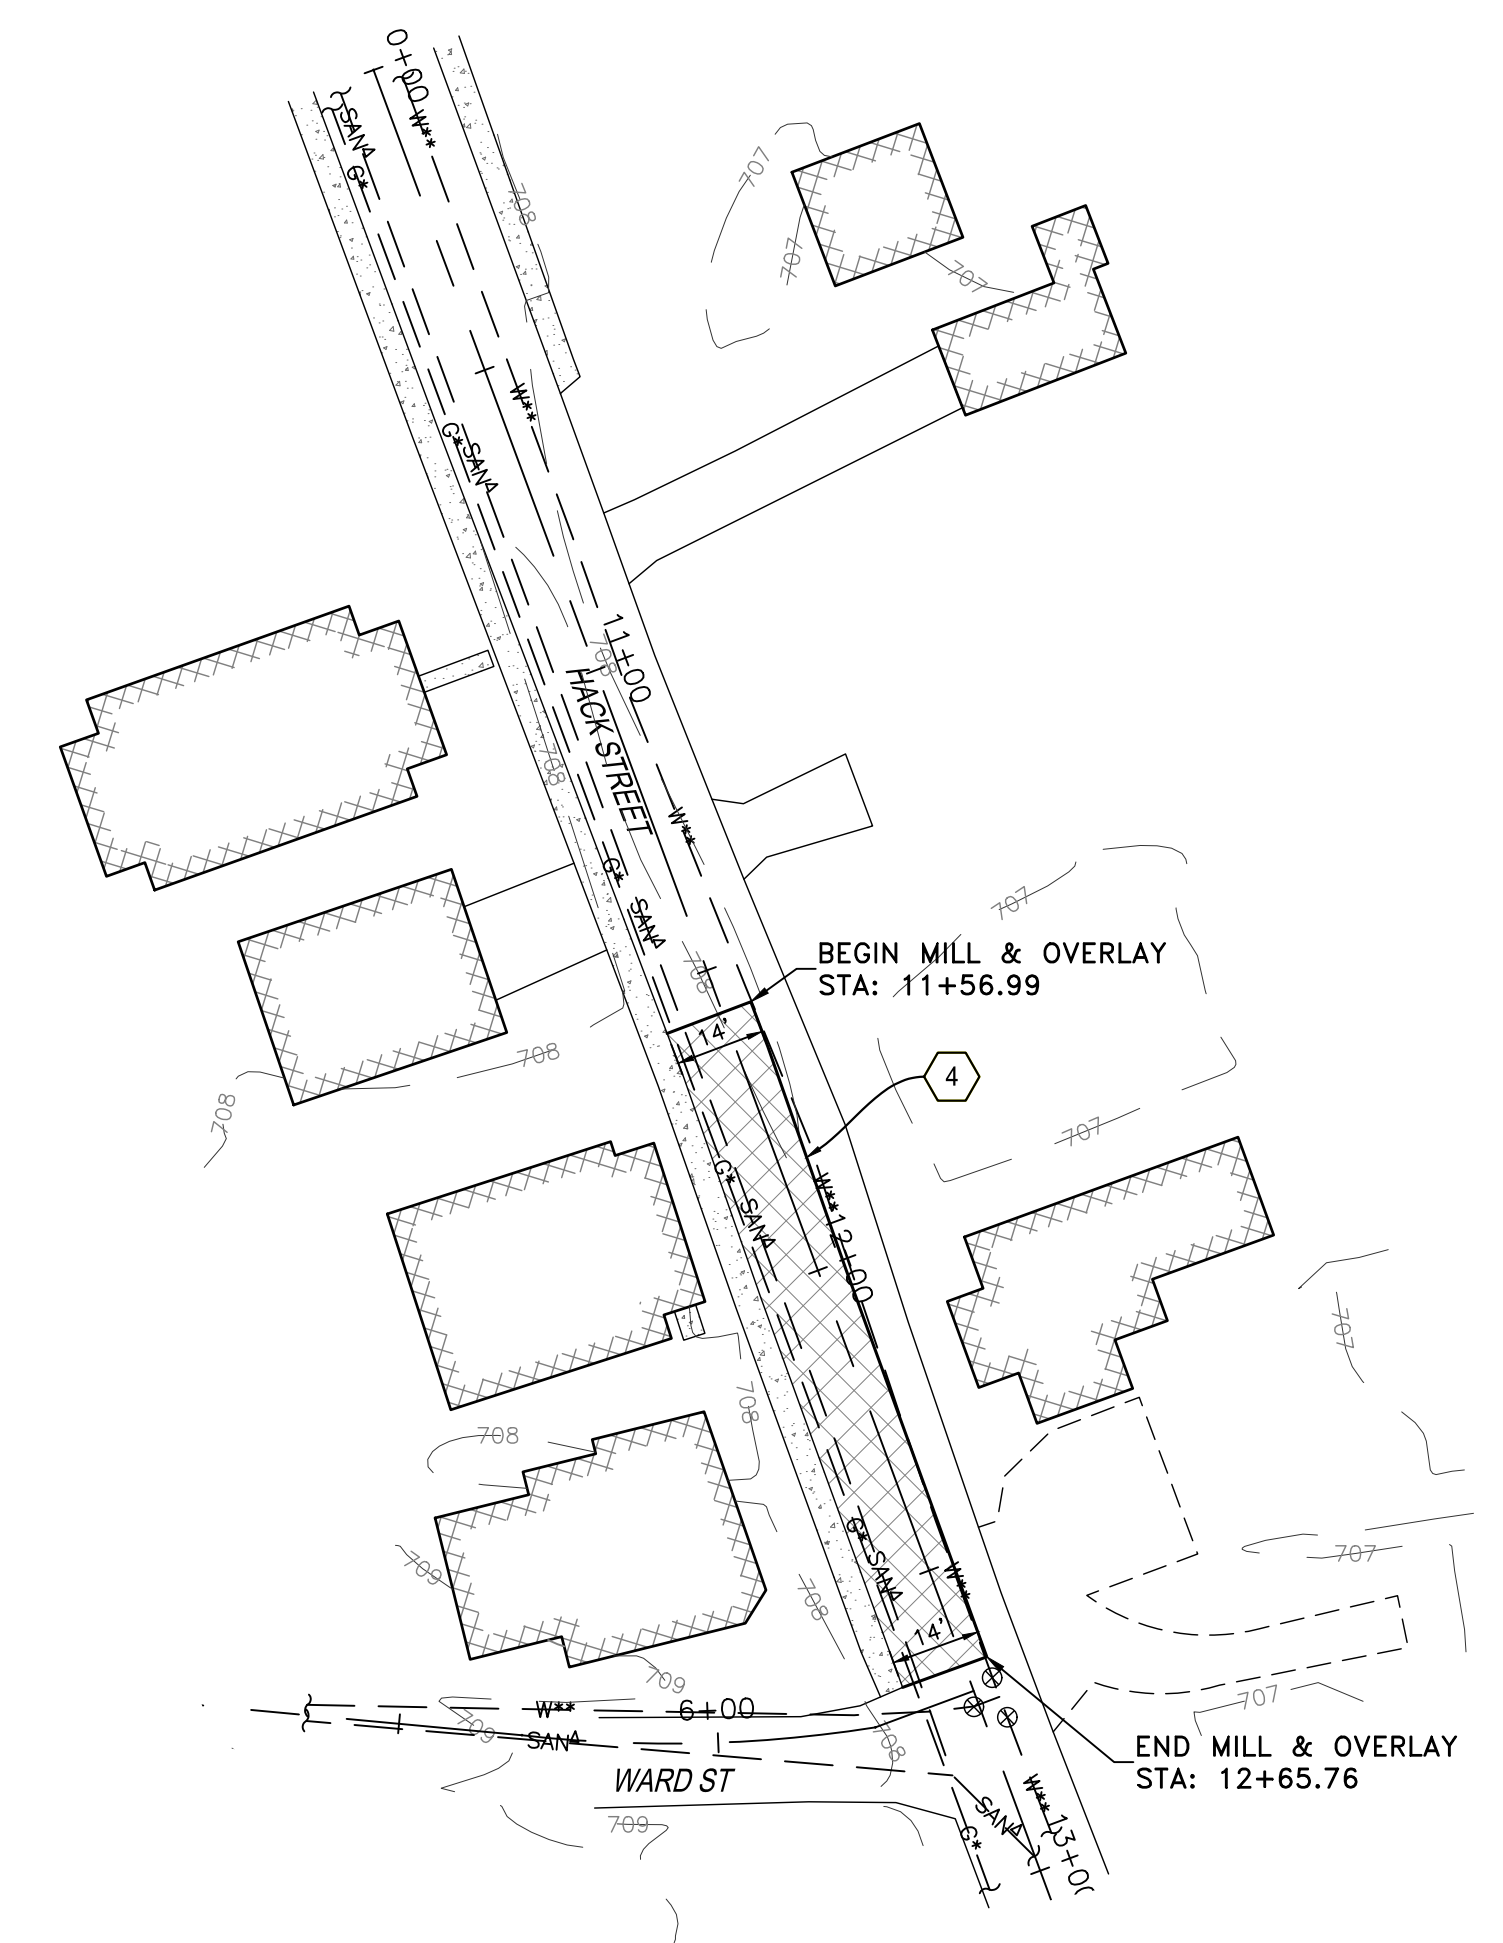 0+00
W**
SAN
G*
708
707
707
707
W**
G*
SAN
11+00
708
HACK STREET
708
W**
G*
SAN
707
BEGIN MILL & OVERLAY
STA: 11+56.99
708
14'
708
4
708
707
G*
SAN
W**
12+00
707
708
708
G*
SAN
W**
707
709
708
14'
709
707
W**
6+00
709
SAN
708
END MILL & OVERLAY
STA: 12+65.76
WARD ST
W**
SAN
709
G*
13+0